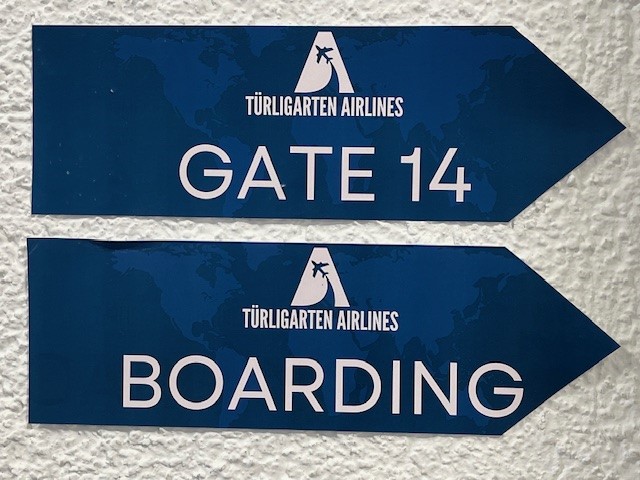 TÜRLIGARTEN AIRLINES
GATE 14
TÜRLIGARTEN AIRLINES
BOARDING